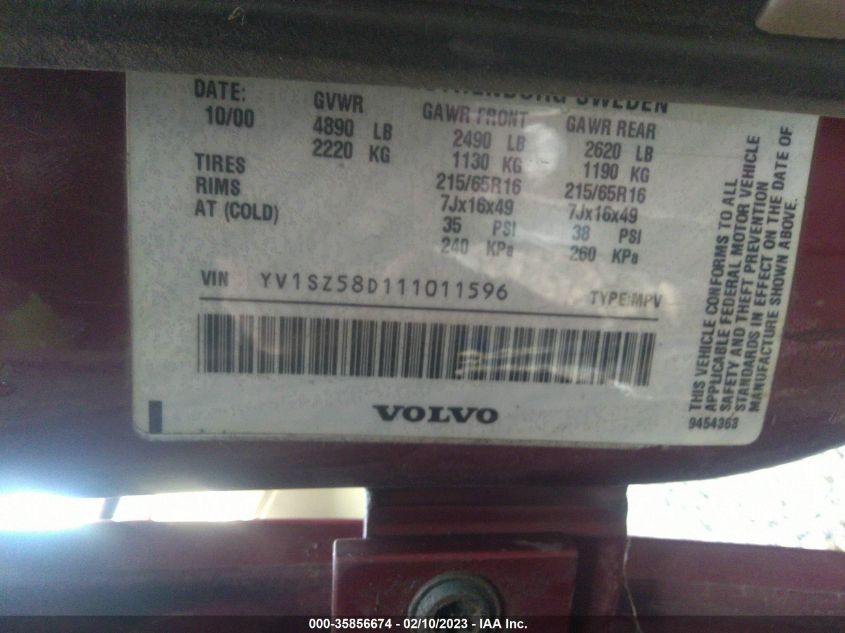 SWEDEN
DATE: GVWR GAWR FRONT GAWR REAR
10/00 4890 LB 2490 LB 2620 LB
2220 KG 1130 KG 1190 KG
TIRES 215/65R16 215/65R16
RIMS 7Jx16x49 7Jx16x49
AT (COLD) 35 PSI 38 PSI
240 KPa 260 KPa
VIN YV1SZ58D111011596 TYPE:MPV
VOLVO
THIS VEHICLE CONFORMS TO ALL
APPLICABLE FEDERAL MOTOR VEHICLE
SAFETY AND THEFT PREVENTION
STANDARDS IN EFFECT ON THE DATE OF
MANUFACTURE SHOWN ABOVE.
9454363
000-35856674 / 02/10/2023 - IAA Inc.